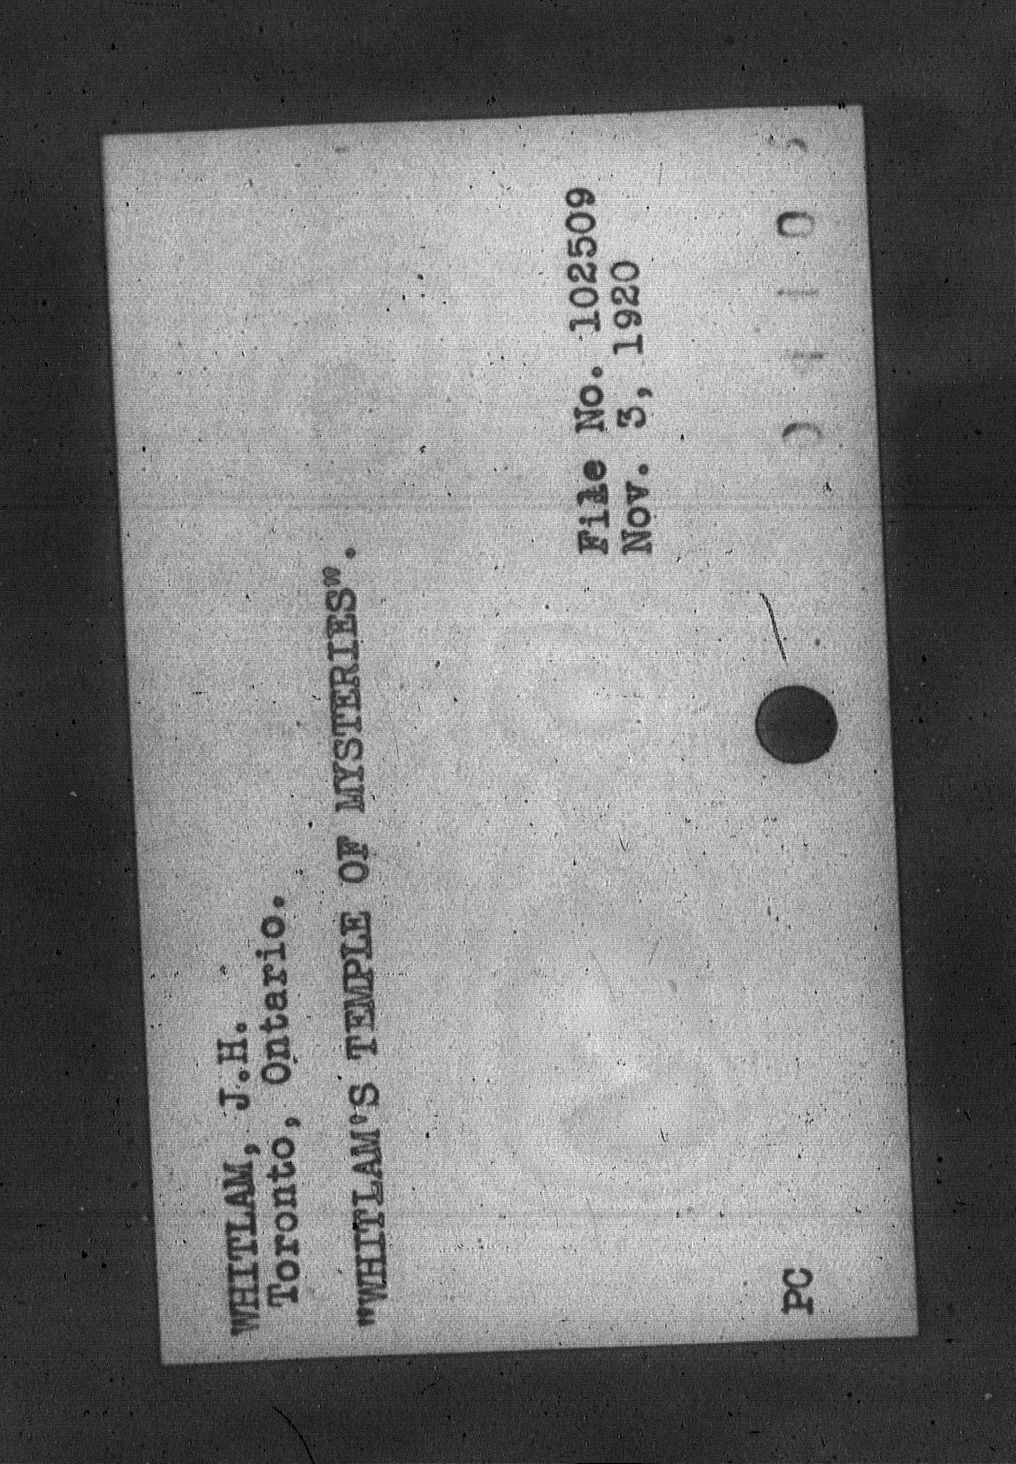 WHITLAM, J.H.
Toronto, Ontario.
"WHITLAM'S TEMPLE OF MYSTERIES".
File No. 102509
Nov. 3, 1920
PC